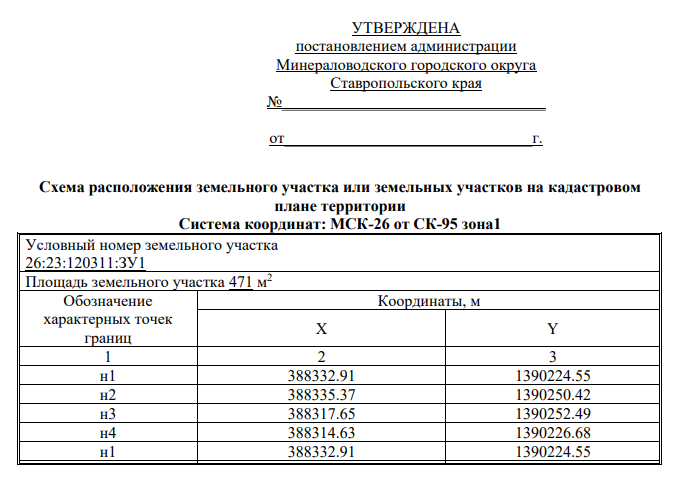 УТВЕРЖДЕНА
постановлением администрации
Минераловодского городского округа
Ставропольского края
№
от г.
Схема расположения земельного участка или земельных участков на кадастровом
плане территории
Система координат: МСК-26 от СК-95 зона1
Условный номер земельного участка
26:23:120311:ЗУ1
Площадь земельного участка 471 м²
Обозначение
характерных точек
границ
Координаты, м
X Y
1 2 3
н1 388332.91 1390224.55
н2 388335.37 1390250.42
н3 388317.65 1390252.49
н4 388314.63 1390226.68
н1 388332.91 1390224.55